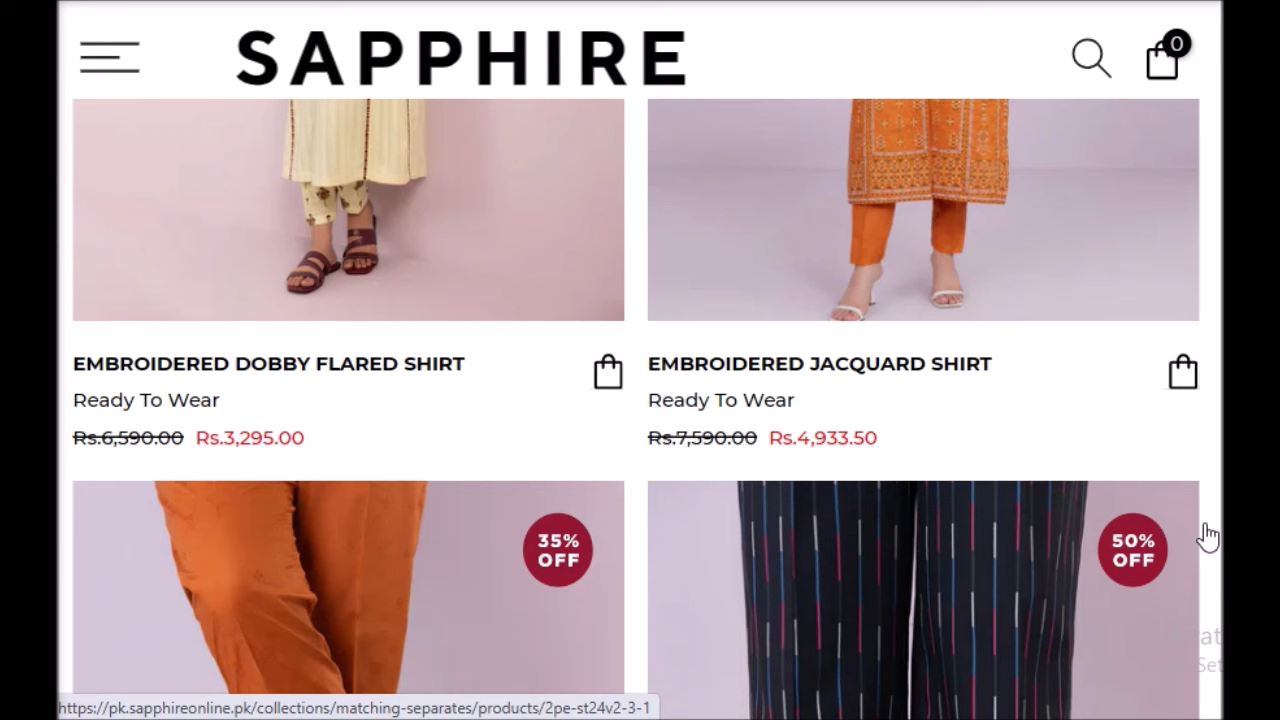 SAPPHIRE
0
EMBROIDERED DOBBY FLARED SHIRT
Ready To Wear
Rs.6,590.00 Rs.3,295.00
EMBROIDERED JACQUARD SHIRT
Ready To Wear
Rs.7,590.00 Rs.4,933.50
35%
OFF
50%
OFF
https://pk.sapphireonline.pk/collections/matching-separates/products/2pe-st24v2-3-1